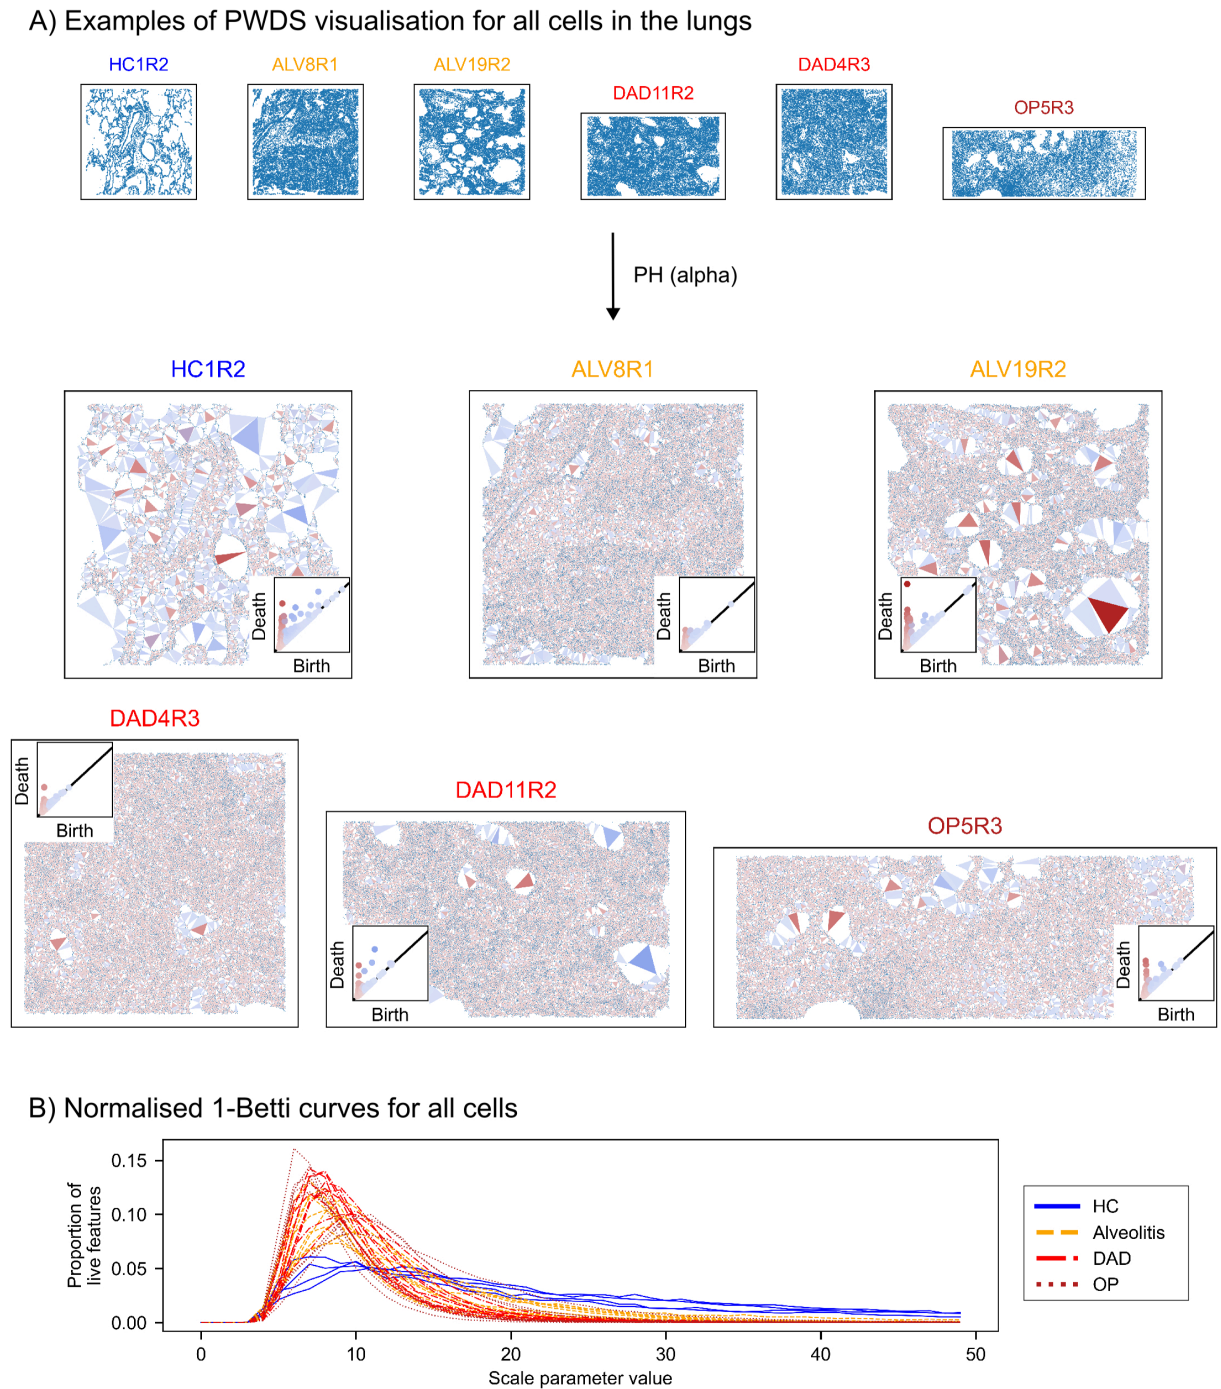 A) Examples of PWDS visualisation for all cells in the lungs
HC1R2
ALV8R1
ALV19R2
DAD11R2
DAD4R3
OP5R3
PH (alpha)
HC1R2
ALV8R1
ALV19R2
Death
Birth
Death
Birth
Death
Birth
DAD4R3
Death
Birth
DAD11R2
Death
Birth
OP5R3
Death
Birth
B) Normalised 1-Betti curves for all cells
Proportion of
live features
0.15
0.10
0.05
0.00
0
10
20
30
40
50
Scale parameter value
HC
Alveolitis
DAD
OP